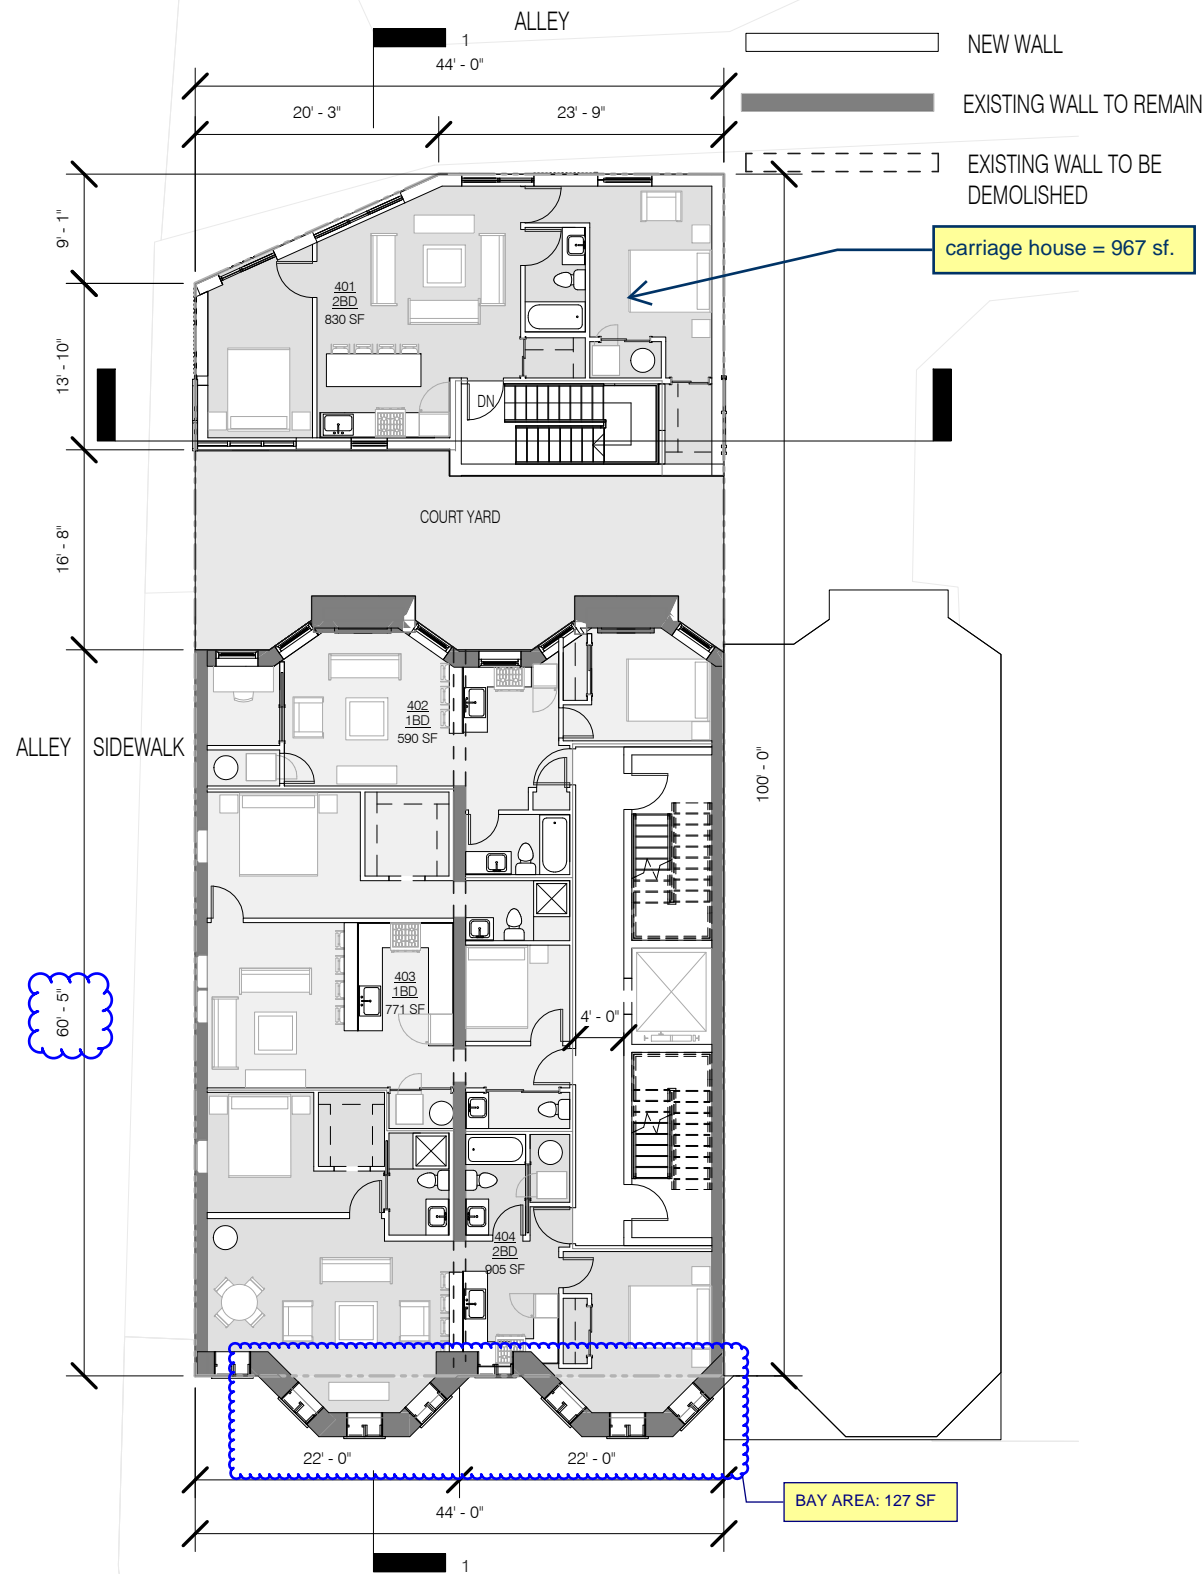 ALLEY
1
44' - 0"
20' - 3"
23' - 9"
NEW WALL
EXISTING WALL TO REMAIN
EXISTING WALL TO BE
DEMOLISHED
carriage house = 967 sf.
9' - 1"
13' - 10"
16' - 8"
60' - 5"
100' - 0"
401
2BD
830 SF
DN
COURT YARD
402
1BD
590 SF
ALLEY
SIDEWALK
403
1BD
771 SF
4' - 0"
404
2BD
905 SF
22' - 0"
22' - 0"
BAY AREA: 127 SF
44' - 0"
1